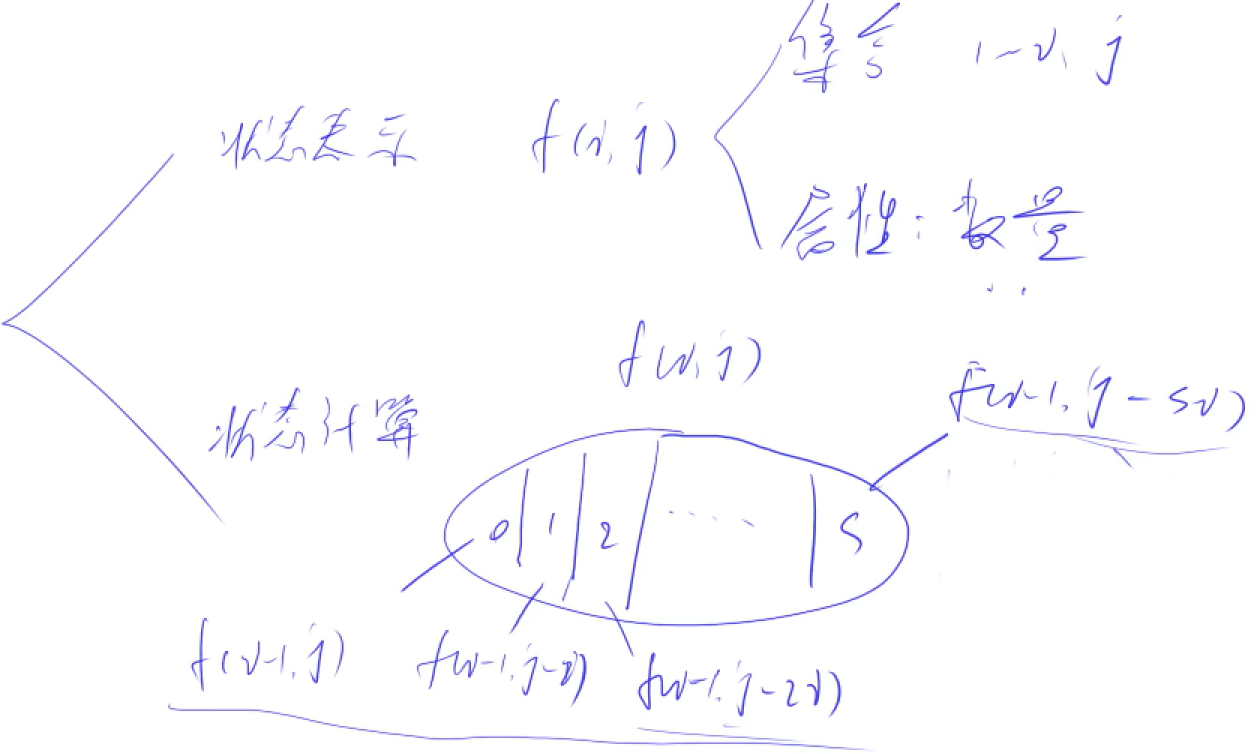 集合 1-i, j
状态表示 f(i, j)
属性:数量
f(i, j)
f(i-1, j-si)
状态计算
0 1 2 ..... S
f(i-1, j) f(i-1, j-i) f(i-1, j-2i)